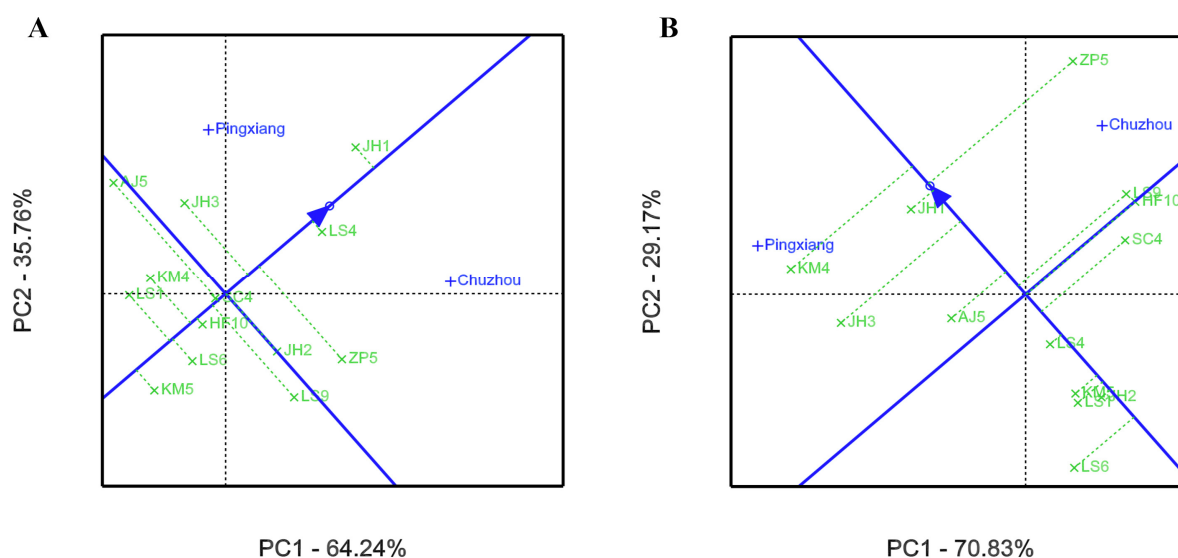 A
B
ZP5
+Pingxiang
+Chuzhou
JH1
AJ5
JH3
LS9
HF10
JH1
LS4
SC4
+Pingxiang
KM4
KM4
+Chuzhou
LS1
SC4
HF10
JH3
AJ5
JH2
LS4
LS6
ZP5
KM5
LS9
KM5
JH2
LS1
LS6
PC2 - 35.76%
PC2 - 29.17%
PC1 - 64.24%
PC1 - 70.83%